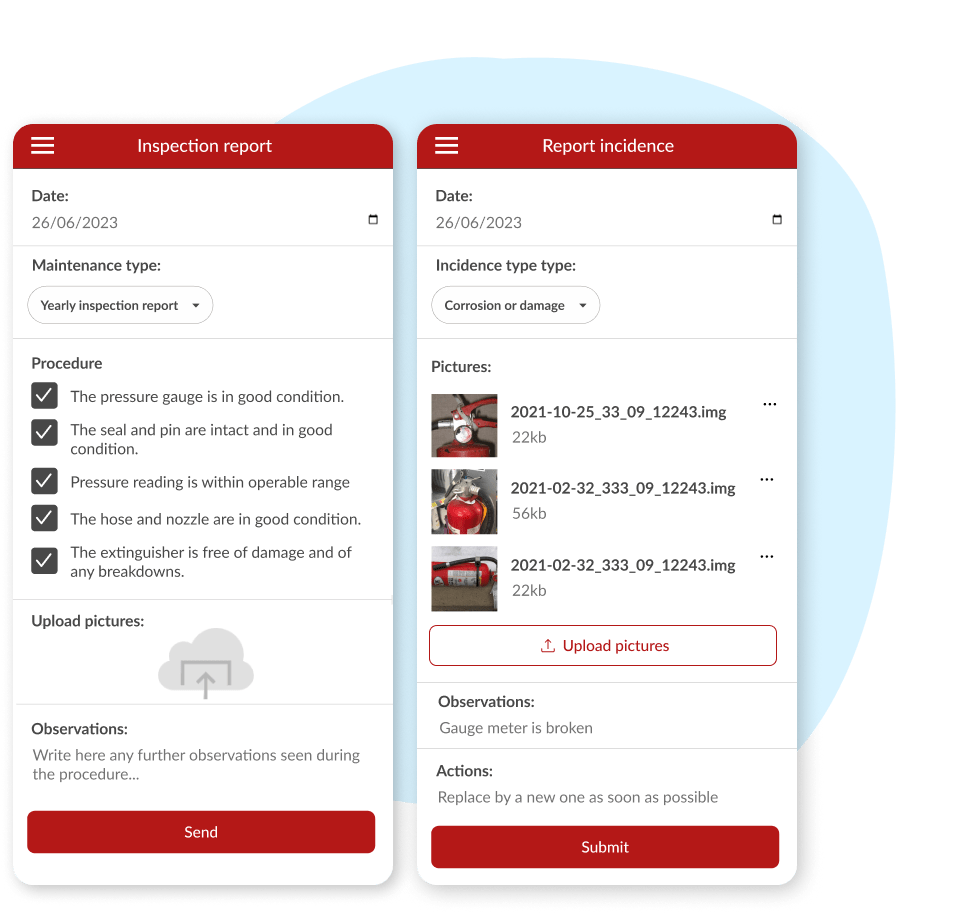 Inspection report
Date:
26/06/2023
Maintenance type:
Yearly inspection report
Procedure
The pressure gauge is in good condition.
The seal and pin are intact and in good
condition.
Pressure reading is within operable range
The hose and nozzle are in good condition.
The extinguisher is free of damage and of
any breakdowns.
Upload pictures:
Observations:
Write here any further observations seen during
the procedure...
Send
Report incidence
Date:
26/06/2023
Incidence type type:
Corrosion or damage
Pictures:
2021-10-25_33_09_12243.img
22kb
2021-02-32_333_09_12243.img
56kb
2021-02-32_333_09_12243.img
22kb
Upload pictures
Observations:
Gauge meter is broken
Actions:
Replace by a new one as soon as possible
Submit